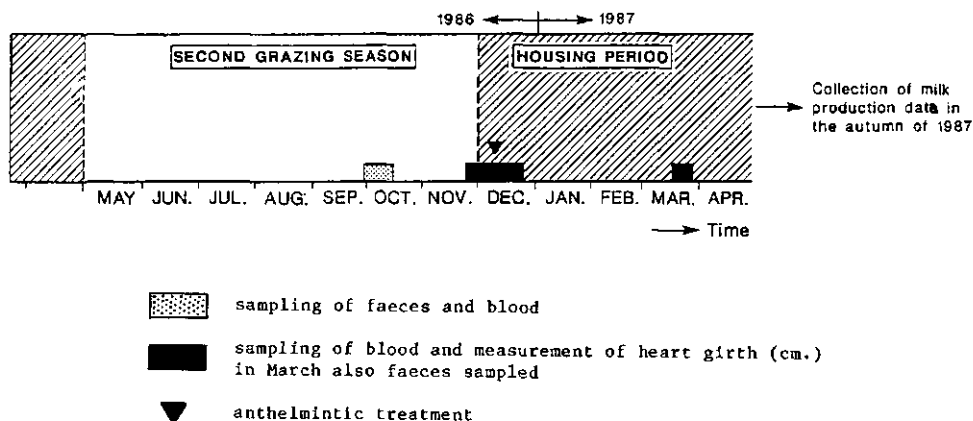 1986 ←→ 1987
SECOND GRAZING SEASON
HOUSING PERIOD
Collection of milk
production data in
the autumn of 1987
MAY JUN. JUL. AUG. SEP. OCT. NOV. DEC. JAN. FEB. MAR. APR.
→ Time
sampling of faeces and blood
sampling of blood and measurement of heart girth (cm.)
in March also faeces sampled
anthelmintic treatment